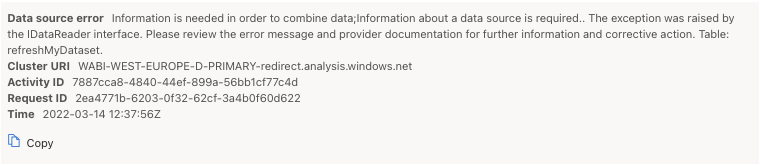 Data source error Information is needed in order to combine data;Information about a data source is required.. The exception was raised by
the IDataReader interface. Please review the error message and provider documentation for further information and corrective action. Table:
refreshMyDataset.
Cluster URI WABI-WEST-EUROPE-D-PRIMARY-redirect.analysis.windows.net
Activity ID 7887cca8-4840-44ef-899a-56bb1cf77c4d
Request ID 2ea4771b-6203-0f32-62cf-3a4b0f60d622
Time 2022-03-14 12:37:56Z
Copy